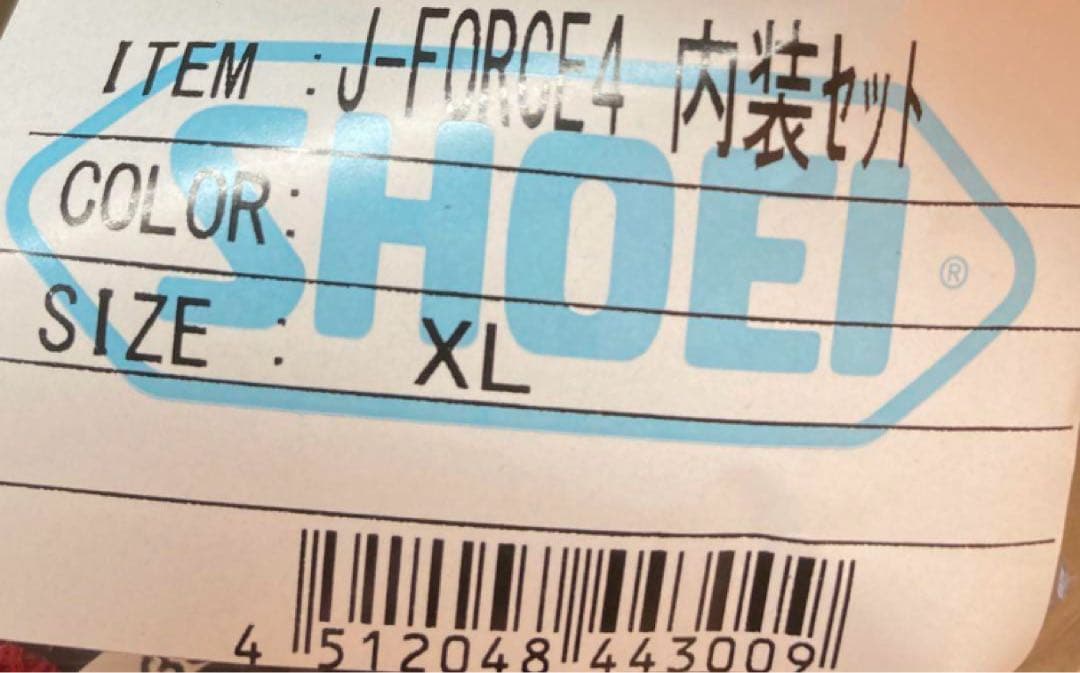 ITEM : J-FORCE4 内装セット
SHOEI ®
COLOR:
SIZE : XL
4 512048 443009